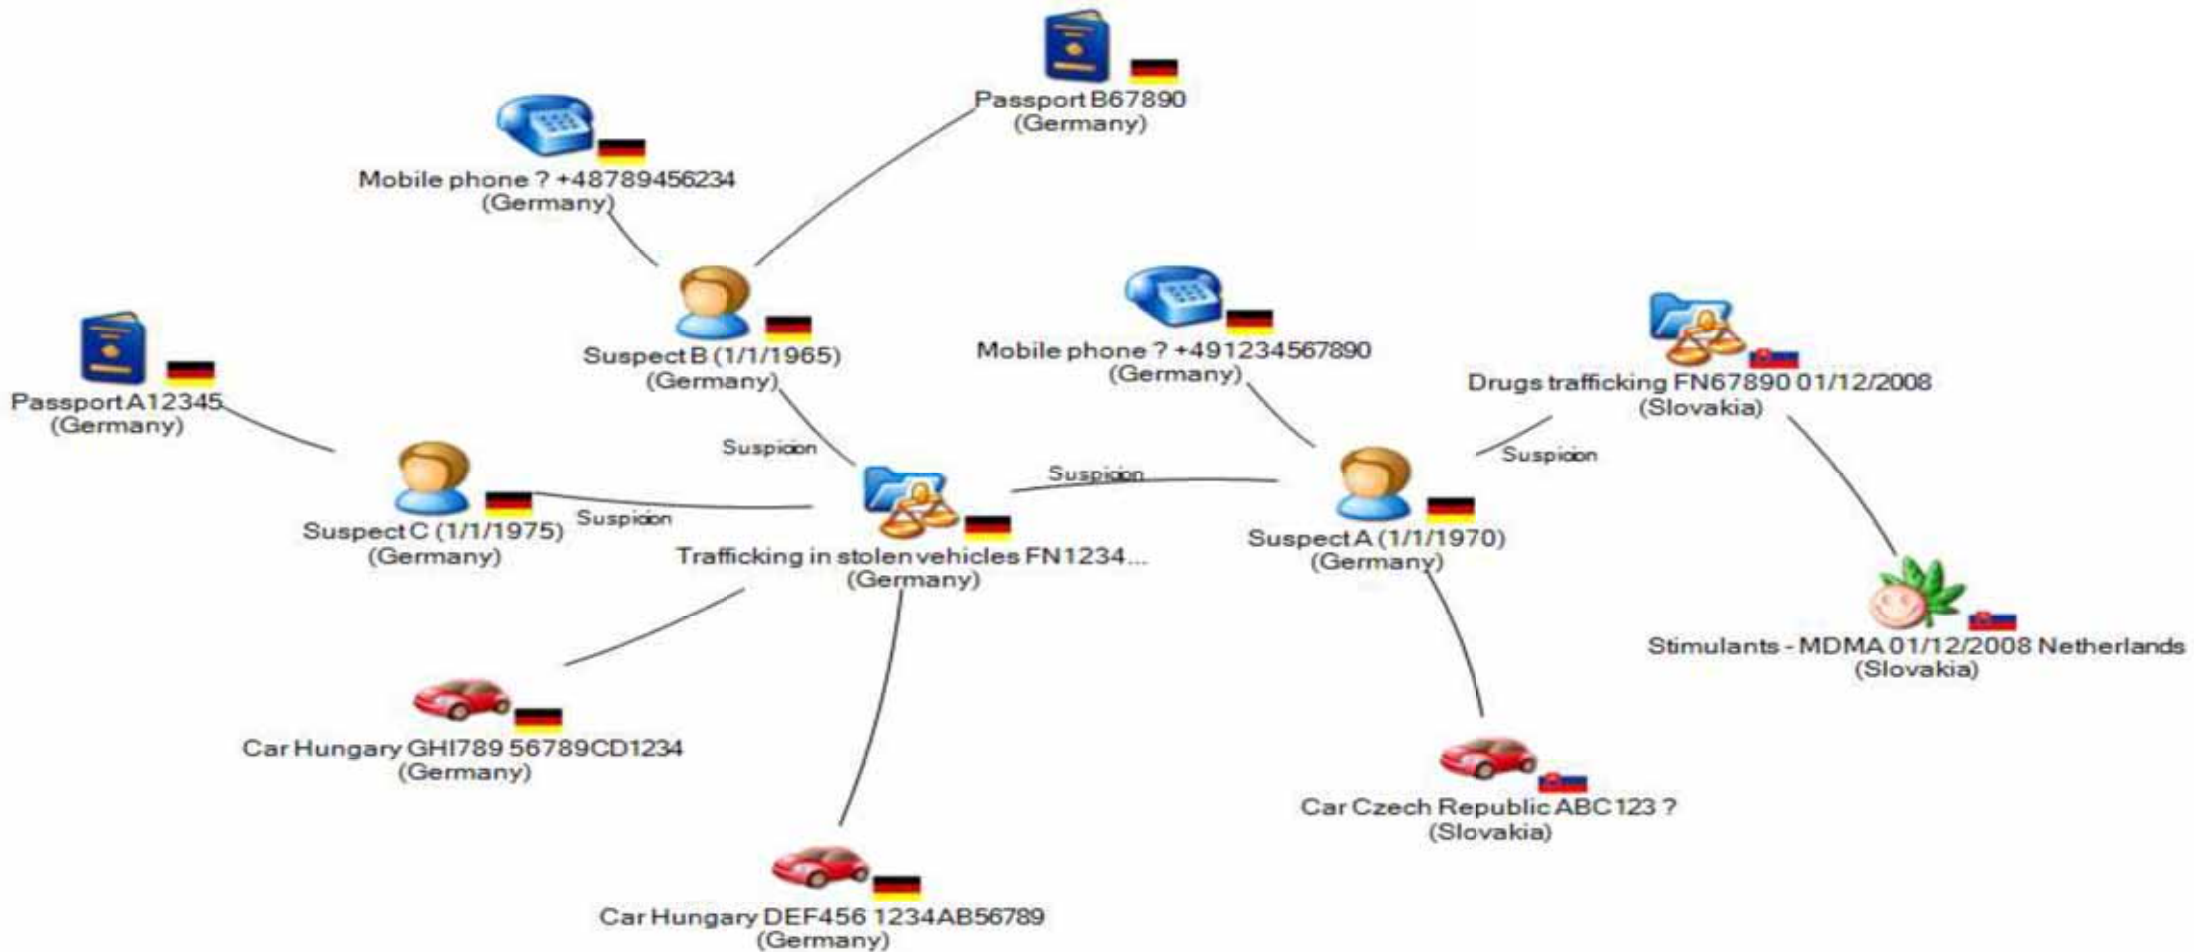 Passport B67890
(Germany)
Mobile phone ? +48789456234
(Germany)
Suspect B (1/1/1965)
(Germany)
Mobile phone ? +491234567890
(Germany)
Drugs trafficking FN67890 01/12/2008
(Slovakia)
Passport A12345
(Germany)
Suspicion
Suspicion
Suspicion
Suspicion
Suspect C (1/1/1975)
(Germany)
Trafficking in stolen vehicles FN1234...
(Germany)
Suspect A (1/1/1970)
(Germany)
Stimulants - MDMA 01/12/2008 Netherlands
(Slovakia)
Car Hungary GHI789 56789CD1234
(Germany)
Car Czech Republic ABC123 ?
(Slovakia)
Car Hungary DEF456 1234AB56789
(Germany)